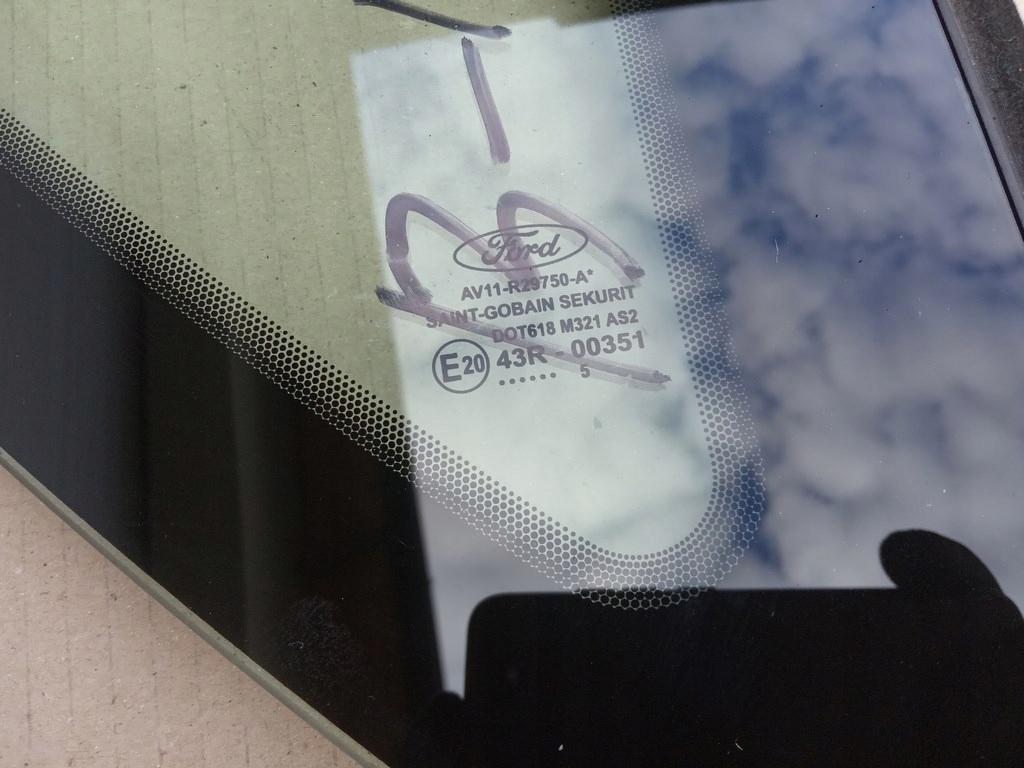 Ford
AV11-R29750-A*
SAINT-GOBAIN SEKURIT
DOT618 M321 AS2
E20 43R - 00351
...... 5